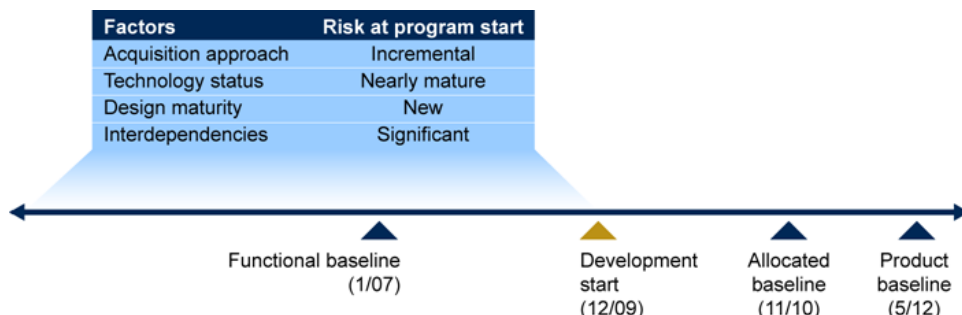 Factors Risk at program start
Acquisition approach Incremental
Technology status Nearly mature
Design maturity New
Interdependencies Significant
Functional baseline
(1/07)
Development
start
(12/09)
Allocated
baseline
(11/10)
Product
baseline
(5/12)